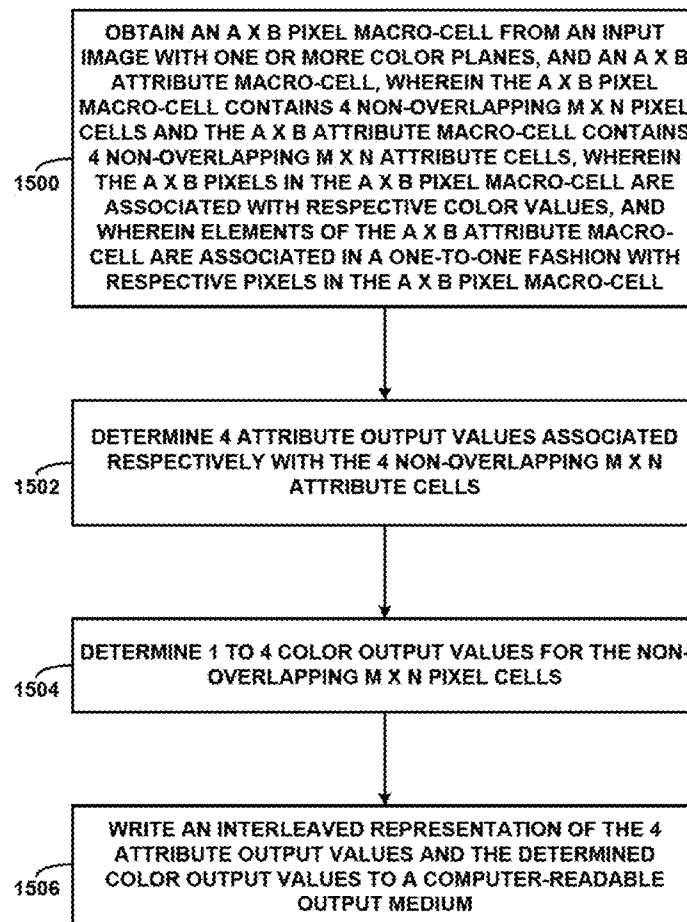 OBTAIN AN A X B PIXEL MACRO-CELL FROM AN INPUT
IMAGE WITH ONE OR MORE COLOR PLANES, AND AN A X B
ATTRIBUTE MACRO-CELL, WHEREIN THE A X B PIXEL
MACRO-CELL CONTAINS 4 NON-OVERLAPPING M X N PIXEL
CELLS AND THE A X B ATTRIBUTE MACRO-CELL CONTAINS
4 NON-OVERLAPPING M X N ATTRIBUTE CELLS, WHEREIN
THE A X B PIXELS IN THE A X B PIXEL MACRO-CELL ARE
ASSOCIATED WITH RESPECTIVE COLOR VALUES, AND
WHEREIN ELEMENTS OF THE A X B ATTRIBUTE MACRO-
CELL ARE ASSOCIATED IN A ONE-TO-ONE FASHION WITH
RESPECTIVE PIXELS IN THE A X B PIXEL MACRO-CELL
1500
DETERMINE 4 ATTRIBUTE OUTPUT VALUES ASSOCIATED
RESPECTIVELY WITH THE 4 NON-OVERLAPPING M X N
ATTRIBUTE CELLS
1502
DETERMINE 1 TO 4 COLOR OUTPUT VALUES FOR THE NON-
OVERLAPPING M X N PIXEL CELLS
1504
WRITE AN INTERLEAVED REPRESENTATION OF THE 4
ATTRIBUTE OUTPUT VALUES AND THE DETERMINED
COLOR OUTPUT VALUES TO A COMPUTER-READABLE
OUTPUT MEDIUM
1506